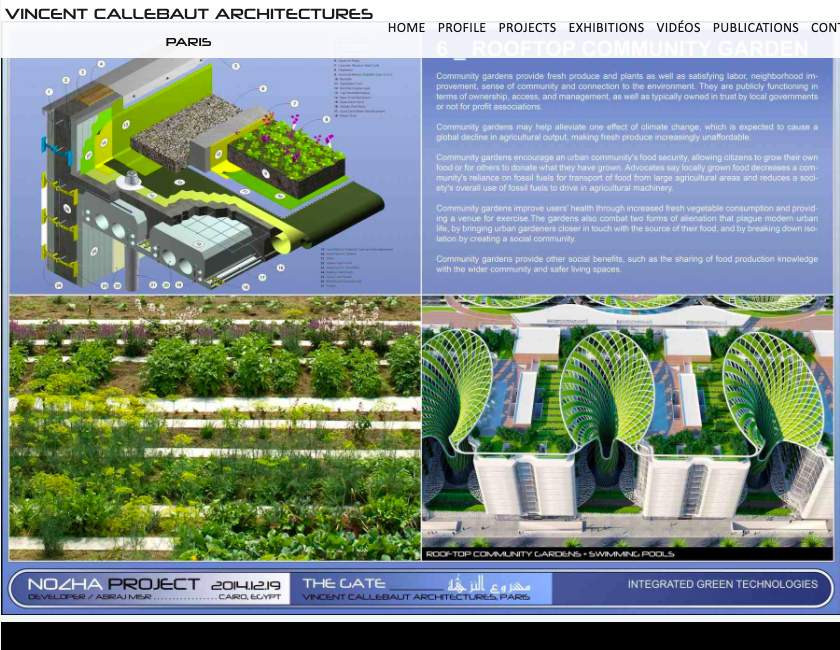 VINCENT CALLEBAUT ARCHITECTURES
PARIS
HOME PROFILE PROJECTS EXHIBITIONS VIDÉOS PUBLICATIONS CONT
6_ ROOFTOP COMMUNITY GARDEN
Community gardens provide fresh produce and plants as well as satisfying labor, neighborhood im-
provement, sense of community and connection to the environment. They are publicly functioning in
terms of ownership, access, and management, as well as typically owned in trust by local governments
or not for profit associations.
Community gardens may help alleviate one effect of climate change, which is expected to cause a
global decline in agricultural output, making fresh produce increasingly unaffordable.
Community gardens encourage an urban community's food security, allowing citizens to grow their own
food or for others to donate what they have grown. Advocates say locally grown food decreases a com-
munity's reliance on fossil fuels for transport of food from large agricultural areas and reduces a soci-
ety's overall use of fossil fuels to drive in agricultural machinery.
Community gardens improve users' health through increased fresh vegetable consumption and provid-
ing a venue for exercise.The gardens also combat two forms of alienation that plague modern urban
life, by bringing urban gardeners closer in touch with the source of their food, and by breaking down iso-
lation by creating a social community.
Community gardens provide other social benefits, such as the sharing of food production knowledge
with the wider community and safer living spaces.
ROOFTOP COMMUNITY GARDENS + SWIMMING POOLS
NOZHA PROJECT 2014.12.19
DEVELOPER / ABRAJ MISR .................. CAIRO, EGYPT
THE GATE مشروع النزهة
VINCENT CALLEBAUT ARCHITECTURES, PARIS
INTEGRATED GREEN TECHNOLOGIES